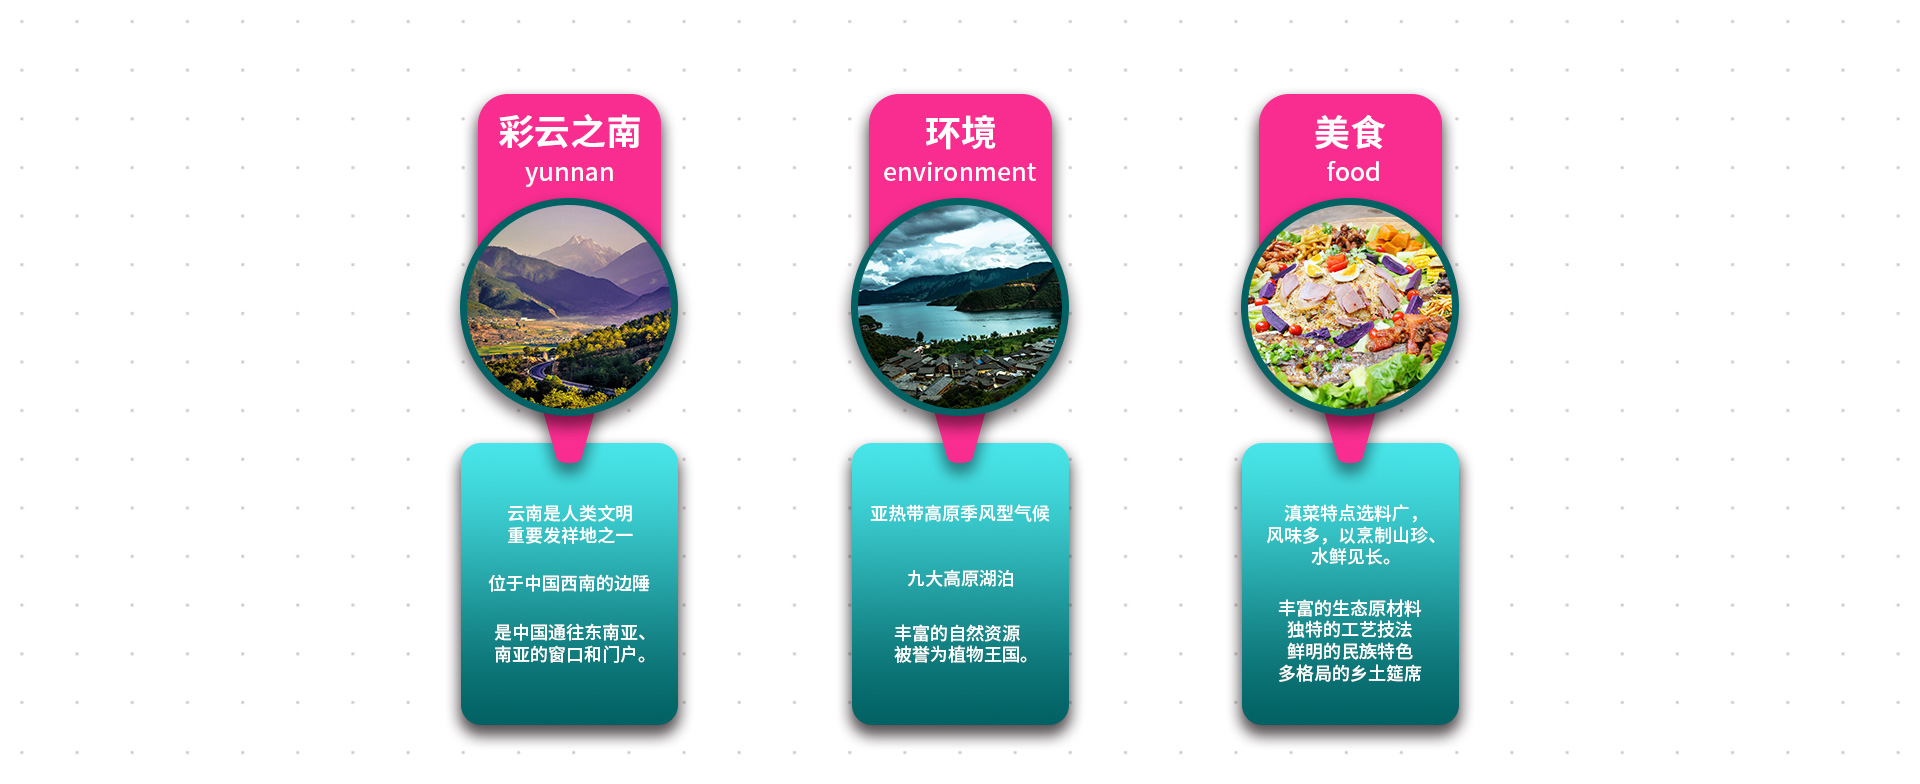 彩云之南
yunnan
云南是人类文明
重要发祥地之一
位于中国西南的边陲
是中国通往东南亚、
南亚的窗口和门户。
环境
environment
亚热带高原季风型气候
九大高原湖泊
丰富的自然资源
被誉为植物王国。
美食
food
滇菜特点选料广，
风味多，以烹制山珍、
水鲜见长。
丰富的生态原材料
独特的工艺技法
鲜明的民族特色
多格局的乡土筵席